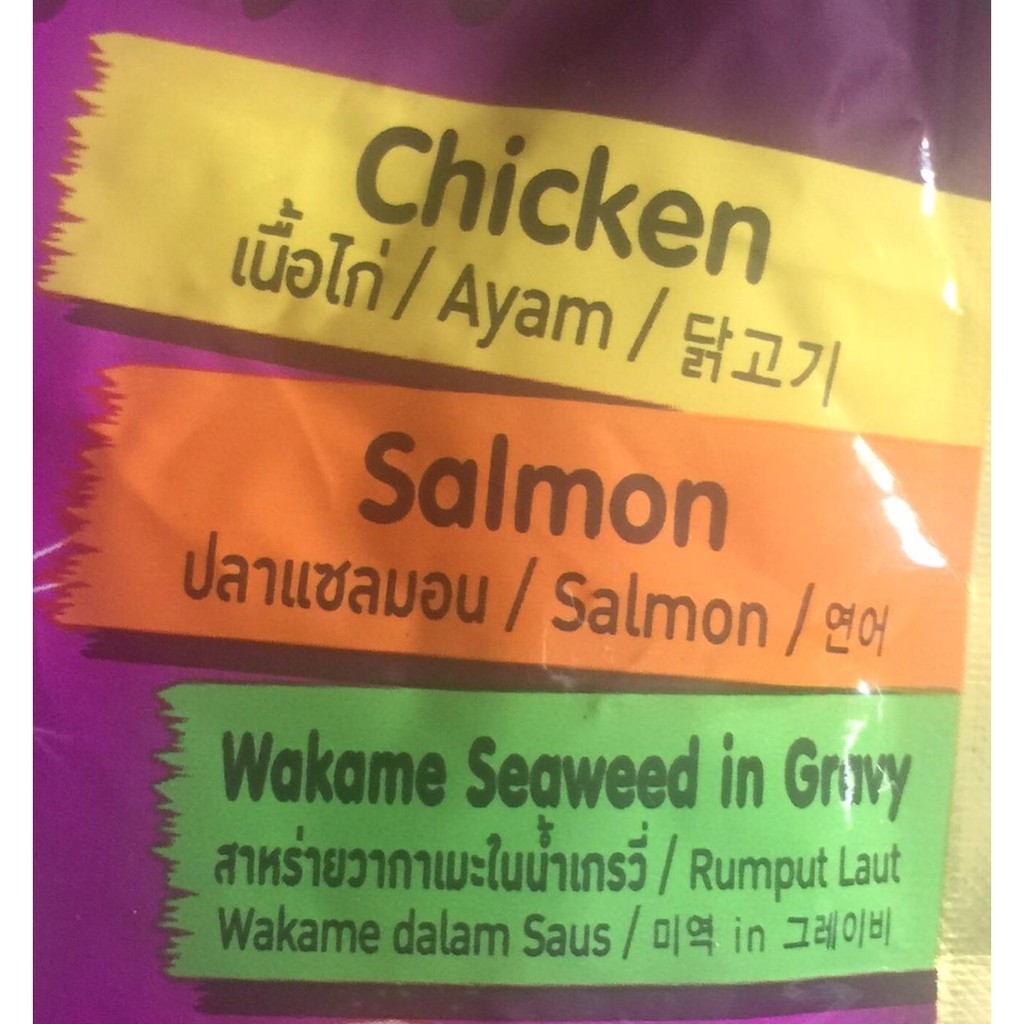 Chicken
เนื้อไก่ / Ayam / 닭고기
Salmon
ปลาแซลมอน / Salmon / 연어
Wakame Seaweed in Gravy
สาหร่ายวากาเมะในน้ำเกรวี่ / Rumput Laut
Wakame dalam Saus / 미역 in 그레이비